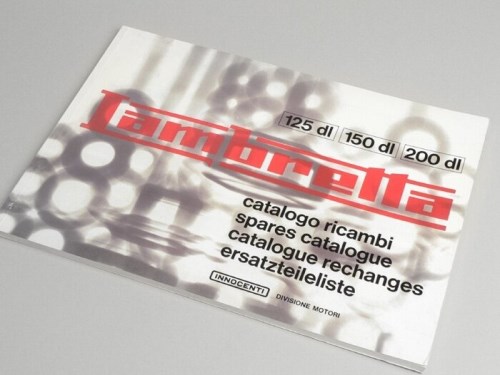 125 dl 150 dl 200 dl
Lambretta
catalogo ricambi
spares catalogue
catalogue rechanges
ersatzteileliste
INNOCENTI DIVISIONE MOTORI